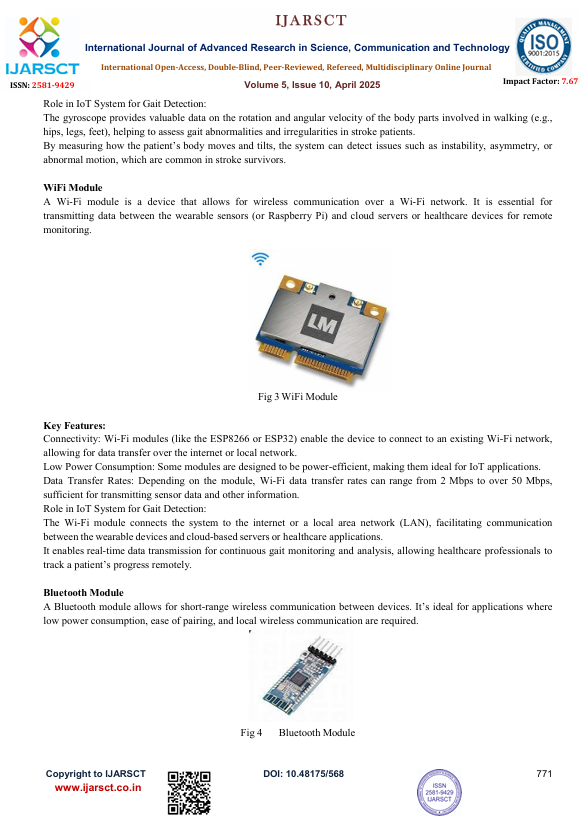 IJARSCT
International Journal of Advanced Research in Science, Communication and Technology
International Open-Access, Double-Blind, Peer-Reviewed, Refereed, Multidisciplinary Online Journal
IJARSCT
ISSN: 2581-9429
Volume 5, Issue 10, April 2025
QUALITY MANAGEMENT
ISO
9001:2015
CERTIFIED COMPANY
Impact Factor: 7.67
Role in IoT System for Gait Detection:
The gyroscope provides valuable data on the rotation and angular velocity of the body parts involved in walking (e.g.,
hips, legs, feet), helping to assess gait abnormalities and irregularities in stroke patients.
By measuring how the patient’s body moves and tilts, the system can detect issues such as instability, asymmetry, or
abnormal motion, which are common in stroke survivors.
WiFi Module
A Wi-Fi module is a device that allows for wireless communication over a Wi-Fi network. It is essential for
transmitting data between the wearable sensors (or Raspberry Pi) and cloud servers or healthcare devices for remote
monitoring.
LM
Fig 3 WiFi Module
Key Features:
Connectivity: Wi-Fi modules (like the ESP8266 or ESP32) enable the device to connect to an existing Wi-Fi network,
allowing for data transfer over the internet or local network.
Low Power Consumption: Some modules are designed to be power-efficient, making them ideal for IoT applications.
Data Transfer Rates: Depending on the module, Wi-Fi data transfer rates can range from 2 Mbps to over 50 Mbps,
sufficient for transmitting sensor data and other information.
Role in IoT System for Gait Detection:
The Wi-Fi module connects the system to the internet or a local area network (LAN), facilitating communication
between the wearable devices and cloud-based servers or healthcare applications.
It enables real-time data transmission for continuous gait monitoring and analysis, allowing healthcare professionals to
track a patient’s progress remotely.
Bluetooth Module
A Bluetooth module allows for short-range wireless communication between devices. It’s ideal for applications where
low power consumption, ease of pairing, and local wireless communication are required.
Fig 4 Bluetooth Module
Copyright to IJARSCT
DOI: 10.48175/568
771
www.ijarsct.co.in
ISSN
2581-9429
IJARSCT